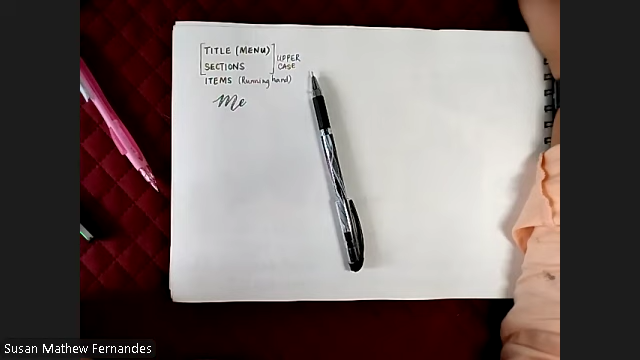 TITLE (MENU)
SECTIONS
UPPER
CASE
ITEMS (Running hand)
Me
Susan Mathew Fernandes